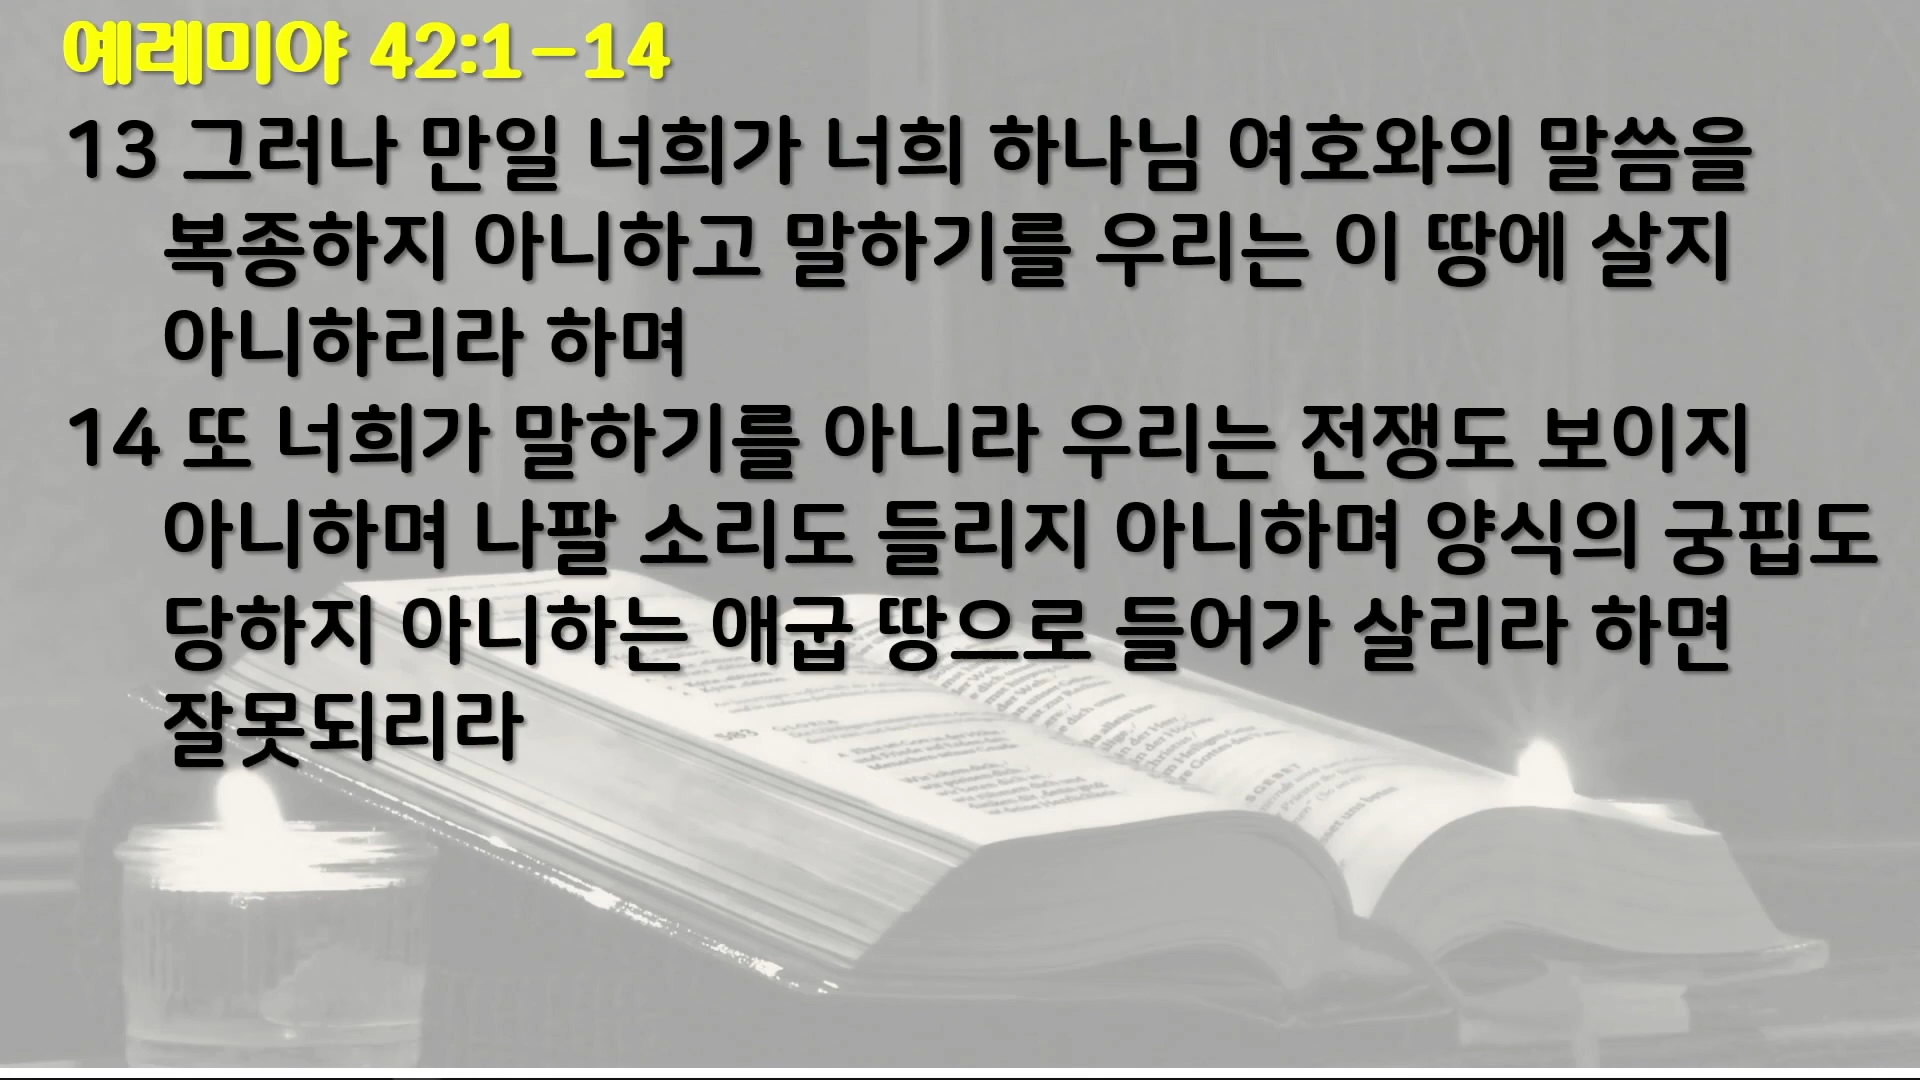 예레미야 42:1-14
13 그러나 만일 너희가 너희 하나님 여호와의 말씀을
복종하지 아니하고 말하기를 우리는 이 땅에 살지
아니하리라 하며
14 또 너희가 말하기를 아니라 우리는 전쟁도 보이지
아니하며 나팔 소리도 들리지 아니하며 양식의 궁핍도
당하지 아니하는 애굽 땅으로 들어가 살리라 하면
잘못되리라
583 GLORIA